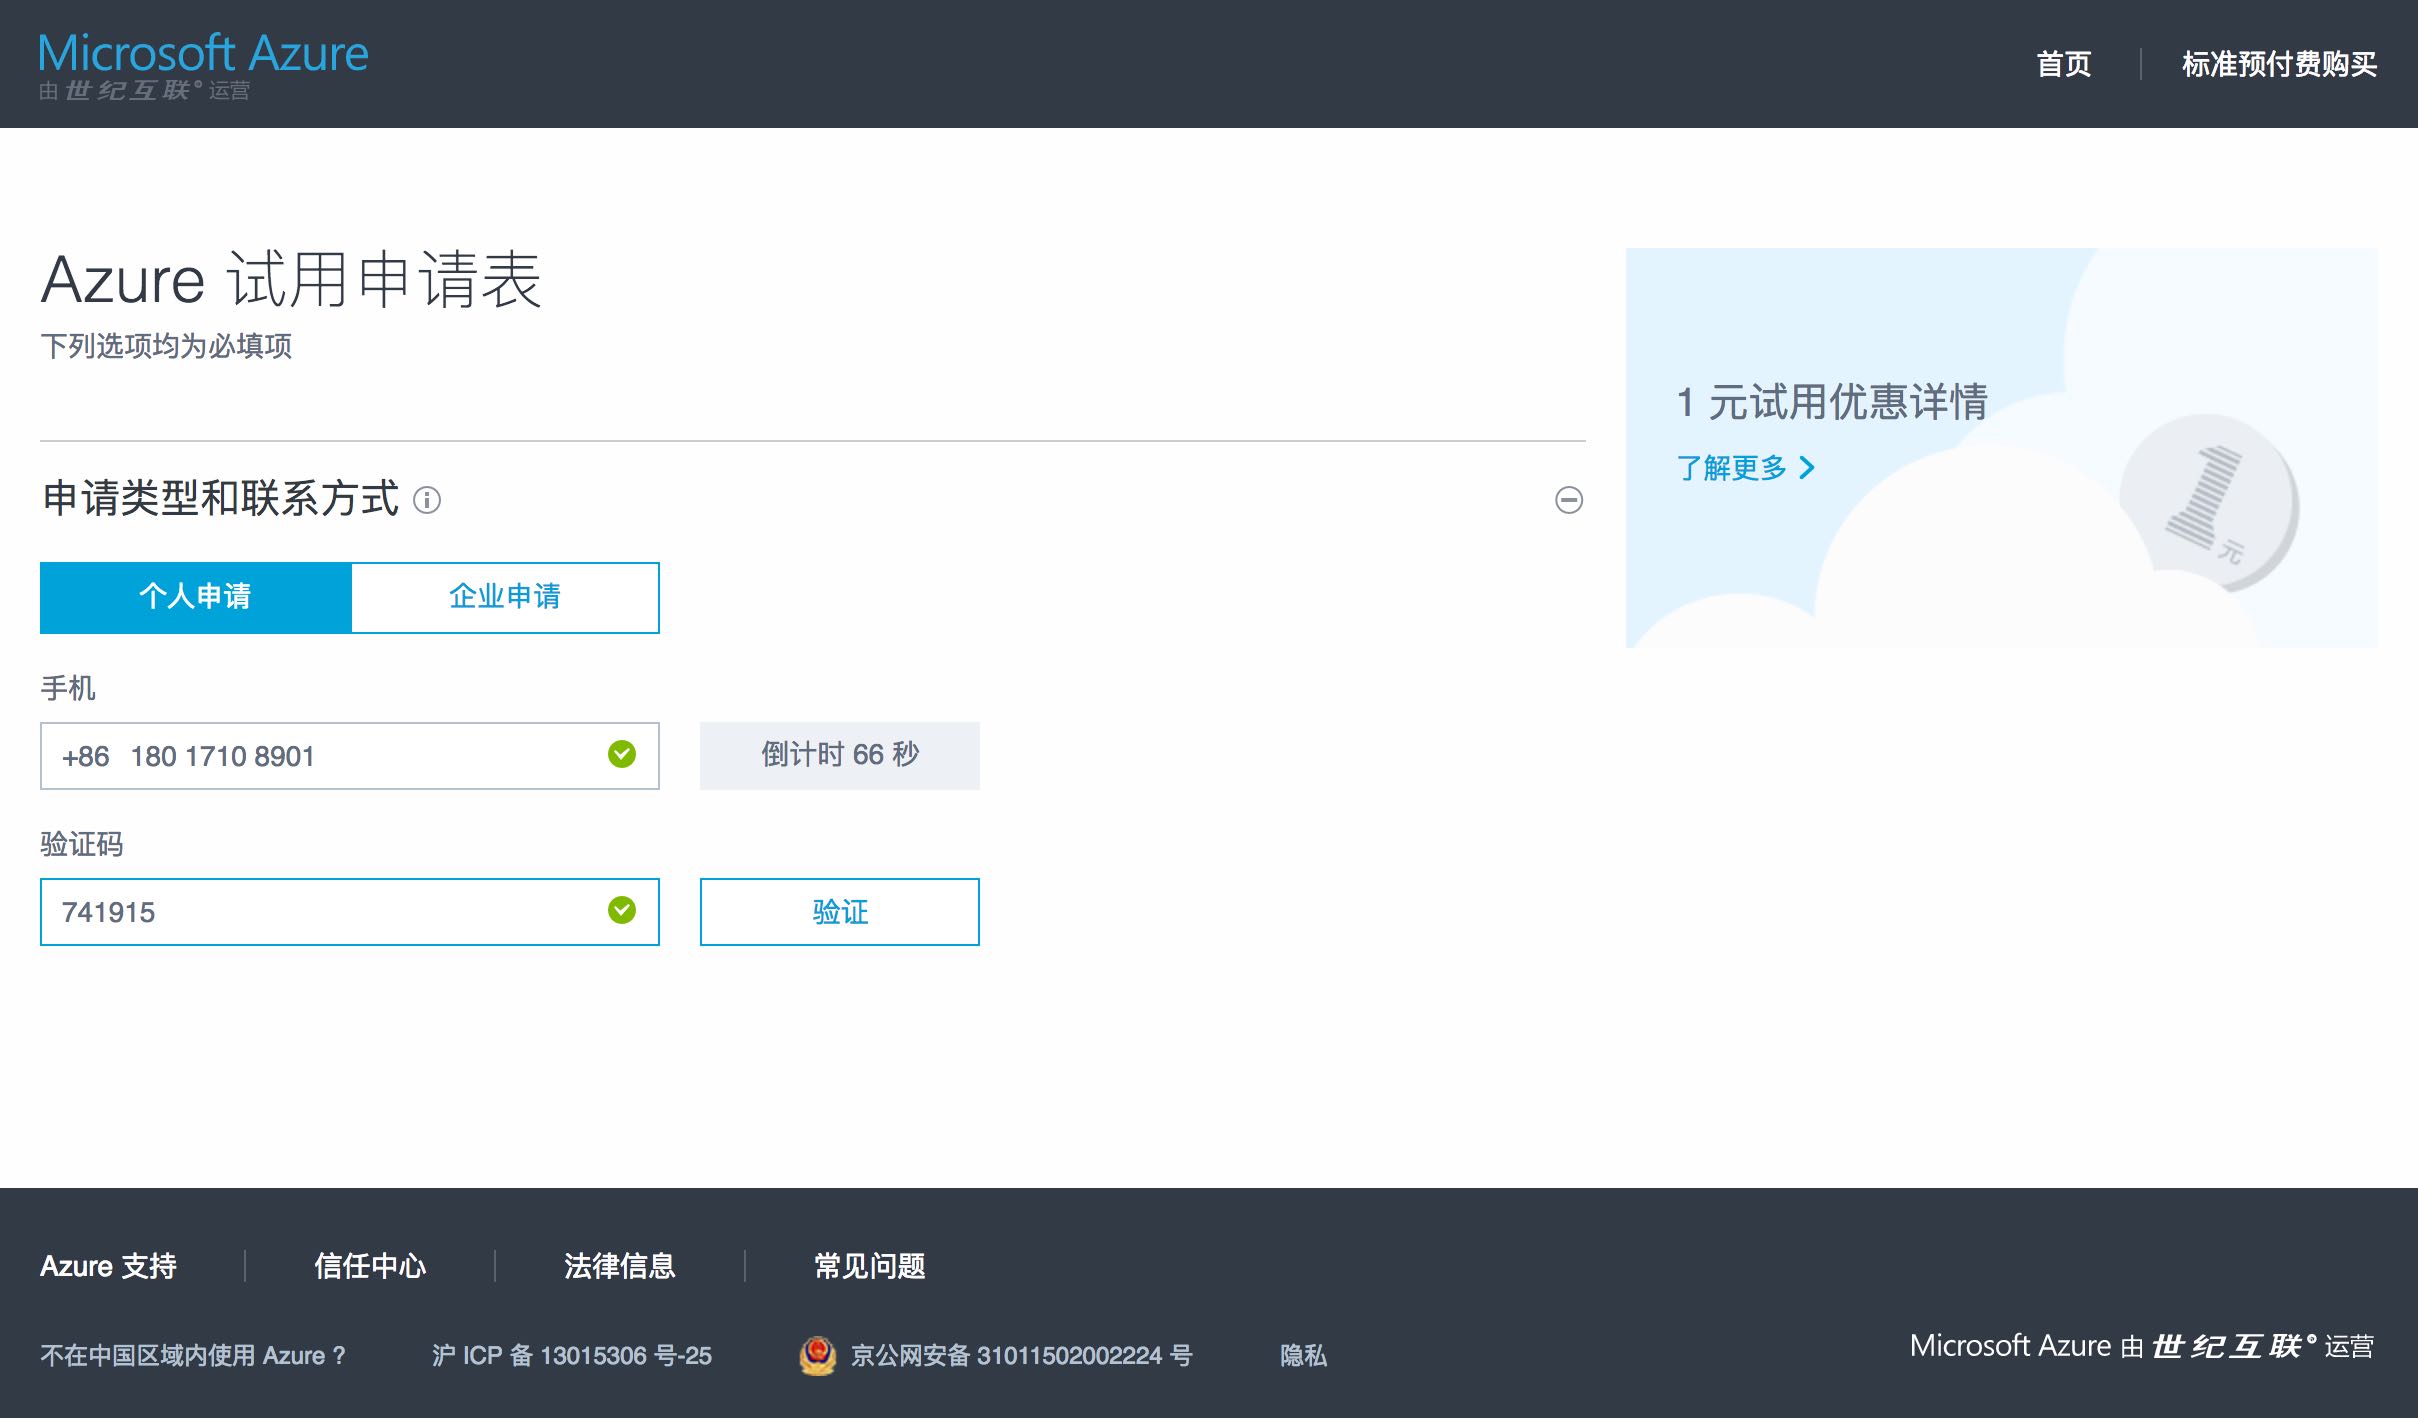 Microsoft Azure
由世纪互联运营
首页
标准预付费购买
Azure 试用申请表
下列选项均为必填项
1 元试用优惠详情
了解更多
1元
申请类型和联系方式
个人申请
企业申请
手机
+86 180 1710 8901
倒计时 66 秒
验证码
741915
验证
Azure 支持
信任中心
法律信息
常见问题
不在中国区域内使用 Azure ?
沪 ICP 备 13015306 号-25
京公网安备 31011502002224 号
隐私
Microsoft Azure 由世纪互联运营